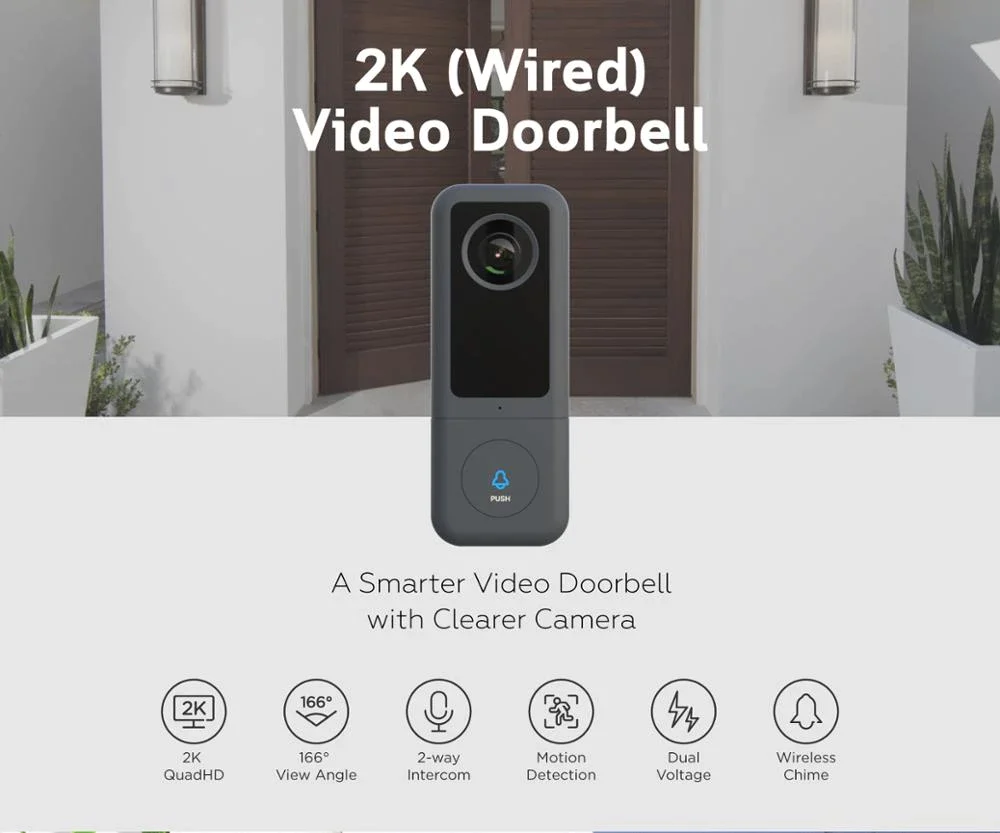 2K (Wired)
Video Doorbell
PUSH
A Smarter Video Doorbell
with Clearer Camera
2K
166°
2K
QuadHD
166°
View Angle
2-way
Intercom
Motion
Detection
Dual
Voltage
Wireless
Chime